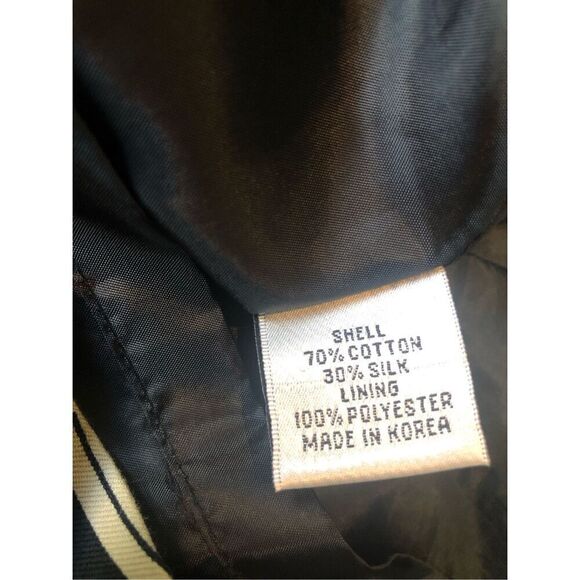 SHELL
70% COTTON
30% SILK
LINING
100% POLYESTER
MADE IN KOREA